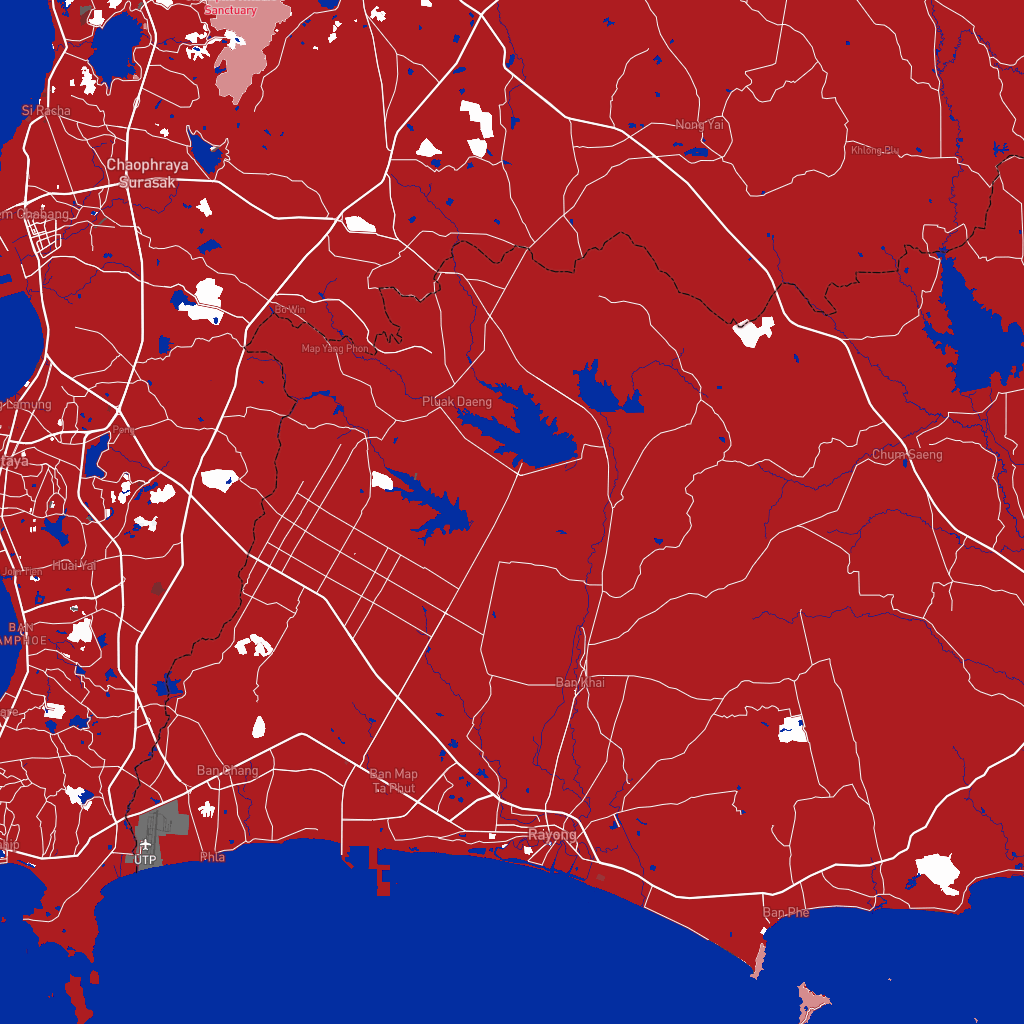 Sanctuary
Si Racha
Nong Yai
Khlong Plu
Chaophraya
Surasak
em Chabang
Bo Win
Map Yang Phon
g Lamung
Pluak Daeng
Pong
Chum Saeng
taya
Huai Yai
Jom Tien
BAN
AMPHOE
Ban Khai
Ban Chang
Ban Map
Ta Phut
Rayong
UTP
Phla
Ban Phe